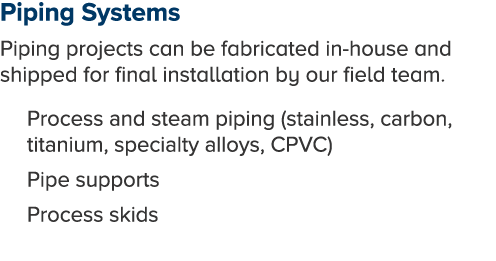 Piping Systems
Piping projects can be fabricated in-house and
shipped for final installation by our field team.
Process and steam piping (stainless, carbon,
titanium, specialty alloys, CPVC)
Pipe supports
Process skids